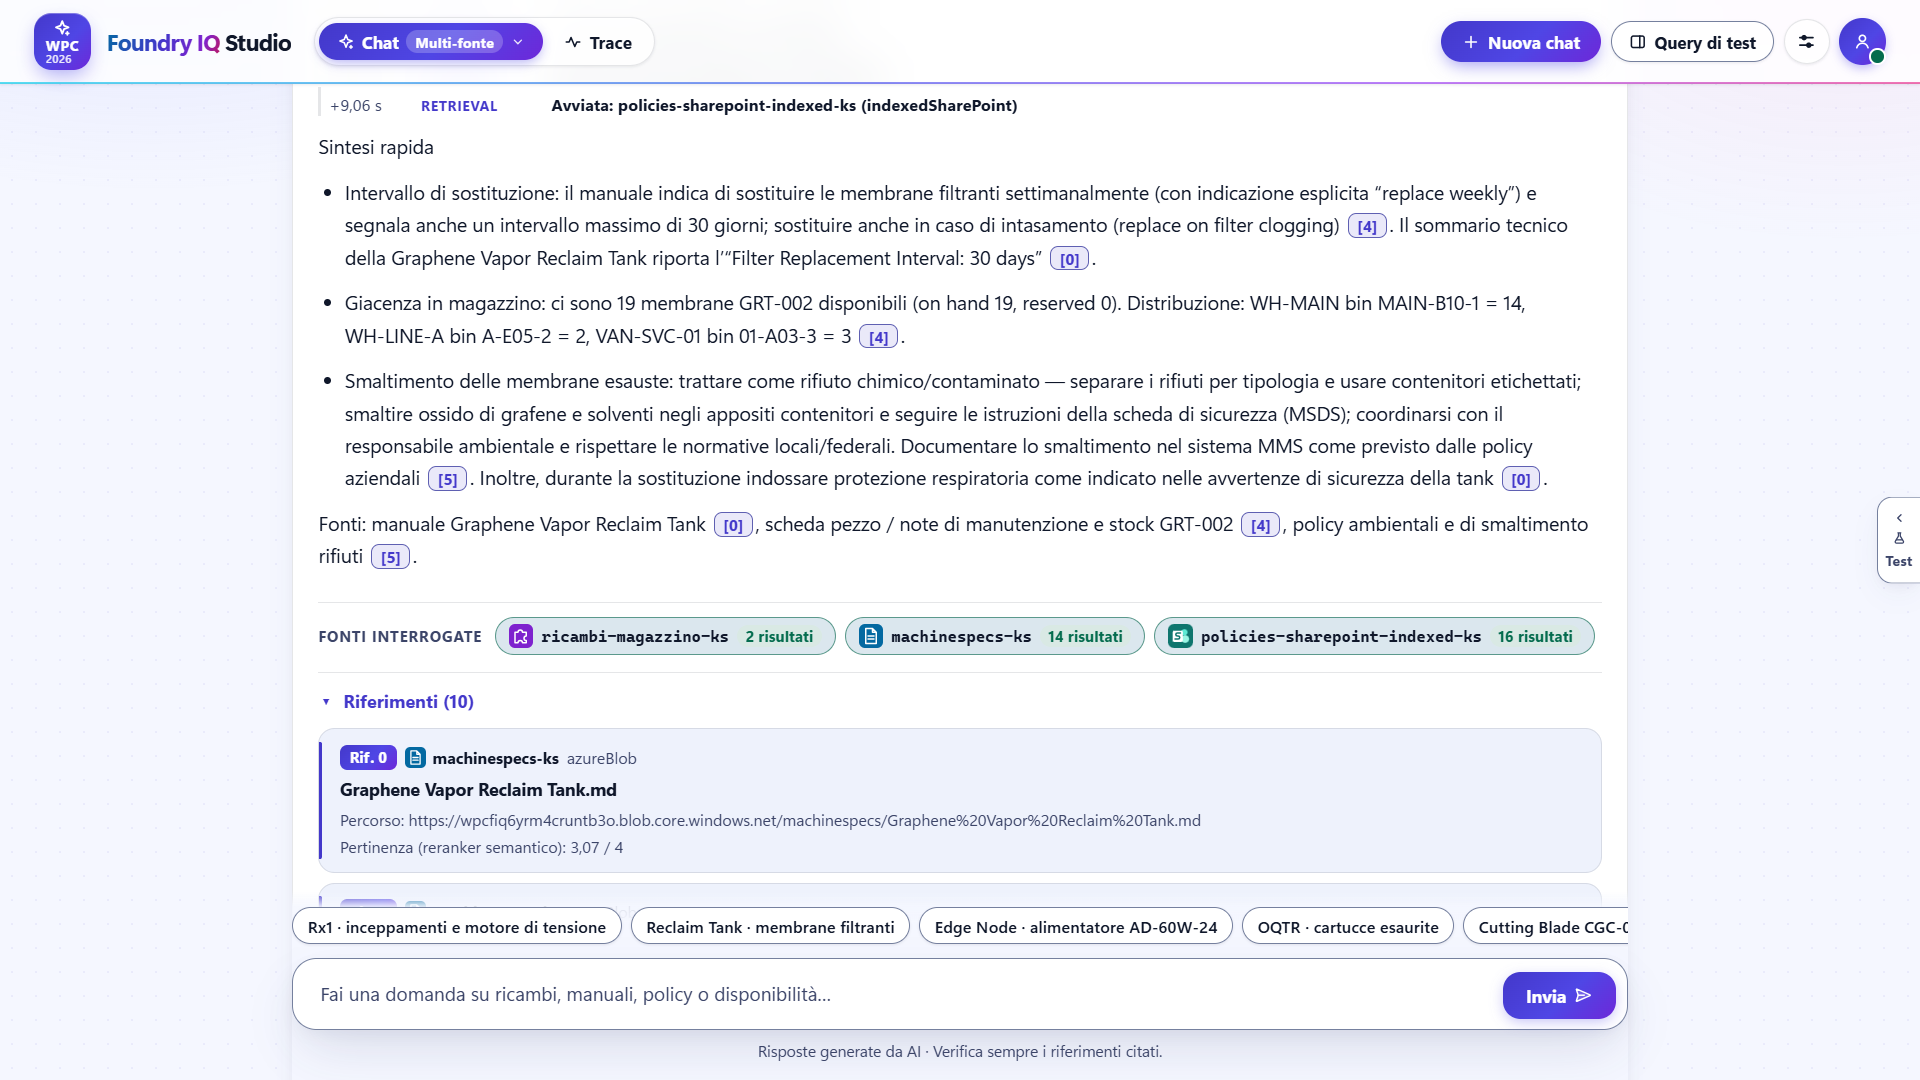 WPC
2026
Foundry IQ Studio
Chat Multi-fonte
Trace
Nuova chat
Query di test
+9,06 s RETRIEVAL Avviata: policies-sharepoint-indexed-ks (indexedSharePoint)
Sintesi rapida
Intervallo di sostituzione: il manuale indica di sostituire le membrane filtranti settimanalmente (con indicazione esplicita “replace weekly”) e
segnala anche un intervallo massimo di 30 giorni; sostituire anche in caso di intasamento (replace on filter clogging) [4]. Il sommario tecnico
della Graphene Vapor Reclaim Tank riporta l’“Filter Replacement Interval: 30 days” [0].
Giacenza in magazzino: ci sono 19 membrane GRT-002 disponibili (on hand 19, reserved 0). Distribuzione: WH-MAIN bin MAIN-B10-1 = 14,
WH-LINE-A bin A-E05-2 = 2, VAN-SVC-01 bin 01-A03-3 = 3 [4].
Smaltimento delle membrane esauste: trattare come rifiuto chimico/contaminato — separare i rifiuti per tipologia e usare contenitori etichettati;
smaltire ossido di grafene e solventi negli appositi contenitori e seguire le istruzioni della scheda di sicurezza (MSDS); coordinarsi con il
responsabile ambientale e rispettare le normative locali/federali. Documentare lo smaltimento nel sistema MMS come previsto dalle policy
aziendali [5]. Inoltre, durante la sostituzione indossare protezione respiratoria come indicato nelle avvertenze di sicurezza della tank [0].
Fonti: manuale Graphene Vapor Reclaim Tank [0], scheda pezzo / note di manutenzione e stock GRT-002 [4], policy ambientali e di smaltimento
rifiuti [5].
FONTI INTERROGATE ricambi-magazzino-ks 2 risultati machinespecs-ks 14 risultati policies-sharepoint-indexed-ks 16 risultati
Riferimenti (10)
Rif. 0 machinespecs-ks azureBlob
Graphene Vapor Reclaim Tank.md
Percorso: https://wpcfiq6yrm4cruntb3o.blob.core.windows.net/machinespecs/Graphene%20Vapor%20Reclaim%20Tank.md
Pertinenza (reranker semantico): 3,07 / 4
Rx1 · inceppamenti e motore di tensione
Reclaim Tank · membrane filtranti
Edge Node · alimentatore AD-60W-24
OQTR · cartucce esaurite
Cutting Blade CGC-0
Fai una domanda su ricambi, manuali, policy o disponibilità…
Invia
Risposte generate da AI · Verifica sempre i riferimenti citati.
Test